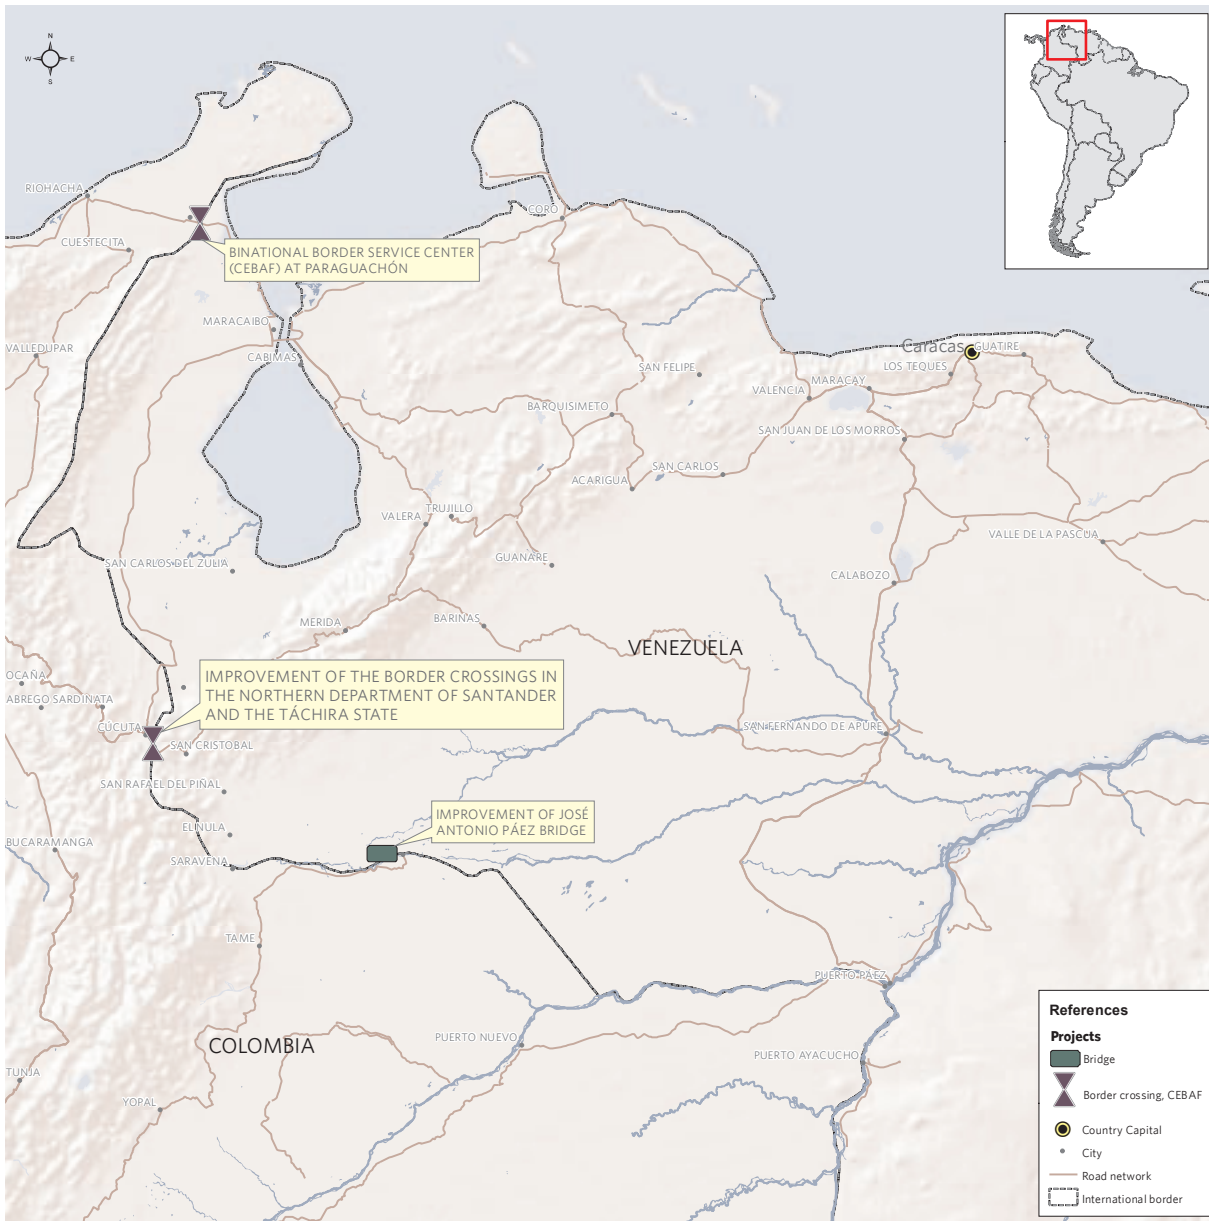 N
W E
S
RIOHACHA
CUESTECITA
CORO
BINATIONAL BORDER SERVICE CENTER
(CEBAF) AT PARAGUACHÓN
MARACAIBO
VALLEDUPAR
CABIMAS
Caracas
GUATIRE
LOS TEQUES
SAN FELIPE
MARACAY
VALENCIA
BARQUISIMETO
SAN JUAN DE LOS MORROS
SAN CARLOS
ACARIGUA
TRUJILLO
VALERA
VALLE DE LA PASCUA
GUANARE
SAN CARLOS DEL ZULIA
CALABOZO
MERIDA
BARINAS
VENEZUELA
OCAÑA
IMPROVEMENT OF THE BORDER CROSSINGS IN
THE NORTHERN DEPARTMENT OF SANTANDER
AND THE TÁCHIRA STATE
ABREGO SARDINATA
CÚCUTA
SAN FERNANDO DE APURE
SAN CRISTOBAL
SAN RAFAEL DEL PIÑAL
IMPROVEMENT OF JOSÉ
ANTONIO PÁEZ BRIDGE
EL NULA
BUCARAMANGA
SARAVENA
TAME
PUERTO PÁEZ
PUERTO NUEVO
COLOMBIA
PUERTO AYACUCHO
TUNJA
YOPAL
References
Projects
Bridge
Border crossing, CEBAF
Country Capital
City
Road network
International border